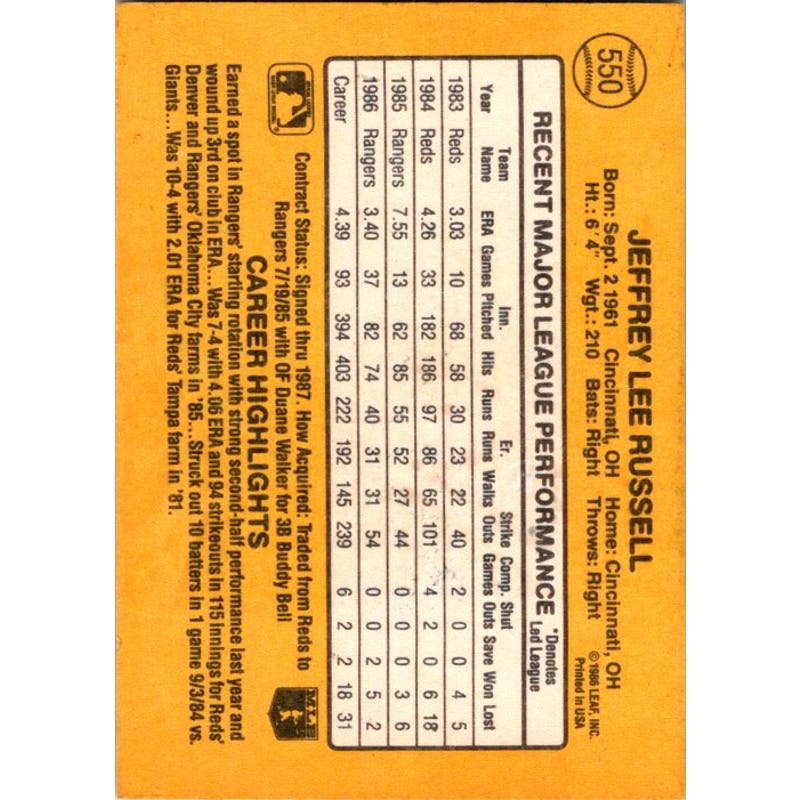 550
JEFFREY LEE RUSSELL
Born: Sept. 2 1961 Cincinnati, OH Home: Cincinnati, OH
Ht.: 6'4" Wgt.: 210 Bats: Right Throws: Right
© 1986 LEAF, INC.
Printed in USA
RECENT MAJOR LEAGUE PERFORMANCE *Denotes Led League
Year Team Name ERA Games Inn. Pitched Hits Runs Er. Runs Walks Strike Outs Comp. Games Shut Outs Save Won Lost
1983 Reds 3.03 10 68 58 30 23 22 40 2 0 0 4 5
1984 Reds 4.26 33 182 186 97 86 65 101 4 2 0 6 18*
1985 Rangers 7.55 13 62 85 55 52 27 44 0 0 0 3 6
1986 Rangers 3.40 37 82 74 40 31 31 54 0 0 2 5 2
Career 4.39 93 394 403 222 192 145 239 6 2 2 18 31
Contract Status: Signed thru 1987. How Acquired: Traded from Reds to
Rangers 7/19/85 with OF Duane Walker for 3B Buddy Bell
MLB
CAREER HIGHLIGHTS
Earned a spot in Rangers' starting rotation with strong second-half performance last year and
wound up 3rd on club in ERA... Was 7-4 with 4.06 ERA and 94 strikeouts in 115 innings for Reds'
Denver and Rangers' Oklahoma City farms in '85... Struck out 10 batters in 1 game 9/3/84 vs.
Giants... Was 10-4 with 2.01 ERA for Reds' Tampa farm in '81.